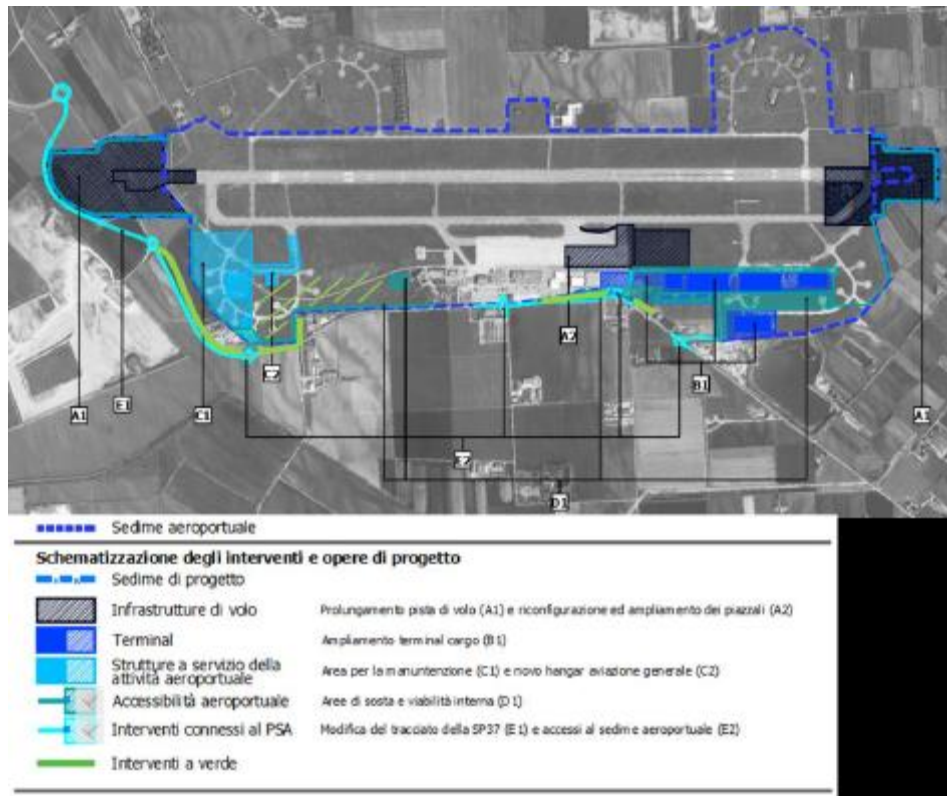 A1
E1
C1
E2
A2
B1
A1
E2
D1
Sedime aeroportuale
Schematizzazione degli interventi e opere di progetto
Sedime di progetto
Infrastrutture di volo
Prolungamento pista di volo (A1) e riconfigurazione ed ampliamento dei piazzali (A2)
Terminal
Ampliamento terminal cargo (B1)
Strutture a servizio della
attività aeroportuale
Area per la manuntenzione (C1) e novo hangar aviazione generale (C2)
Accessibilità aeroportuale
Aree di sosta e viabilità interna (D1)
Interventi connessi al PSA
Modifica del tracciato della SP37 (E1) e accessi al sedime aeroportuale (E2)
Interventi a verde